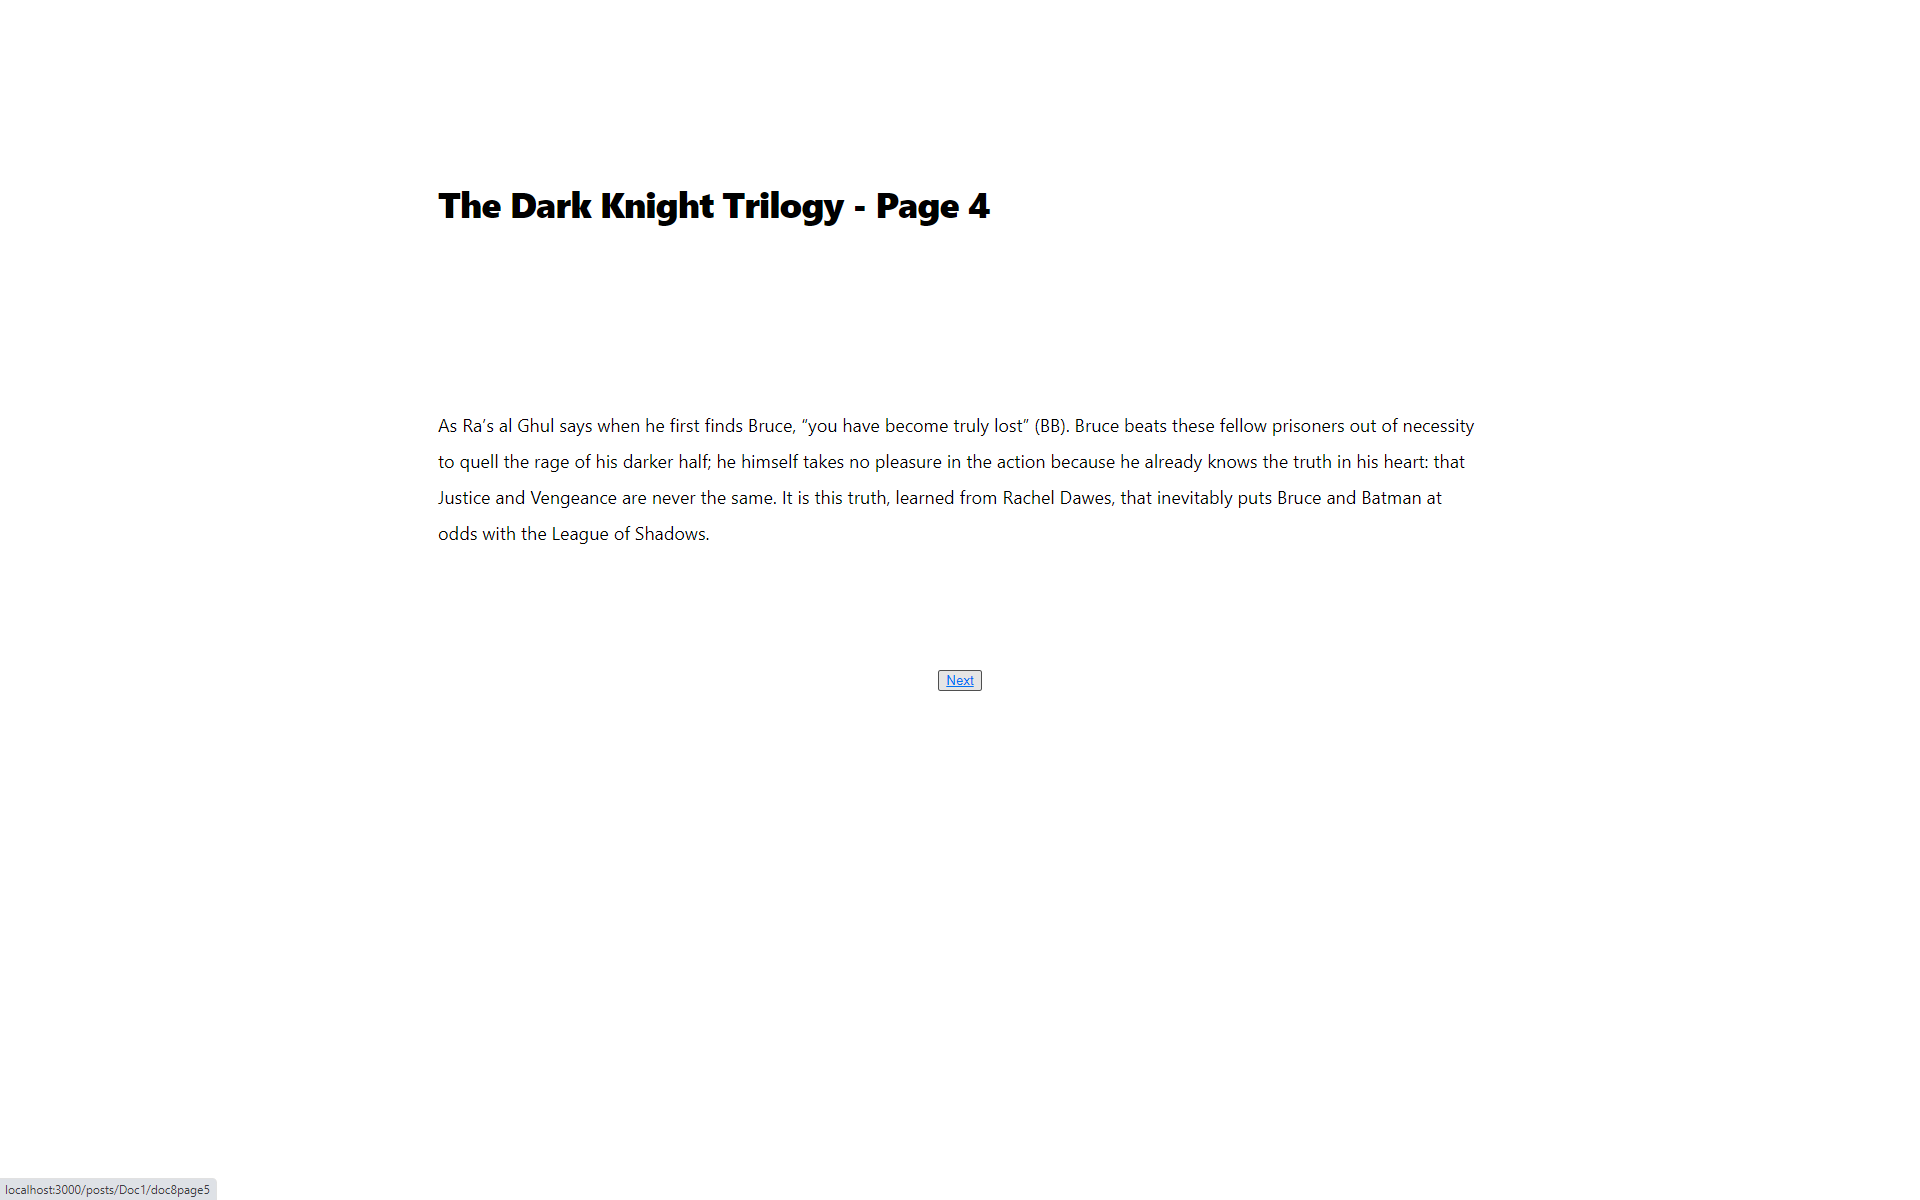 The Dark Knight Trilogy - Page 4
As Ra’s al Ghul says when he first finds Bruce, “you have become truly lost” (BB). Bruce beats these fellow prisoners out of necessity
to quell the rage of his darker half; he himself takes no pleasure in the action because he already knows the truth in his heart: that
Justice and Vengeance are never the same. It is this truth, learned from Rachel Dawes, that inevitably puts Bruce and Batman at
odds with the League of Shadows.
Next
localhost:3000/posts/Doc1/doc8page5